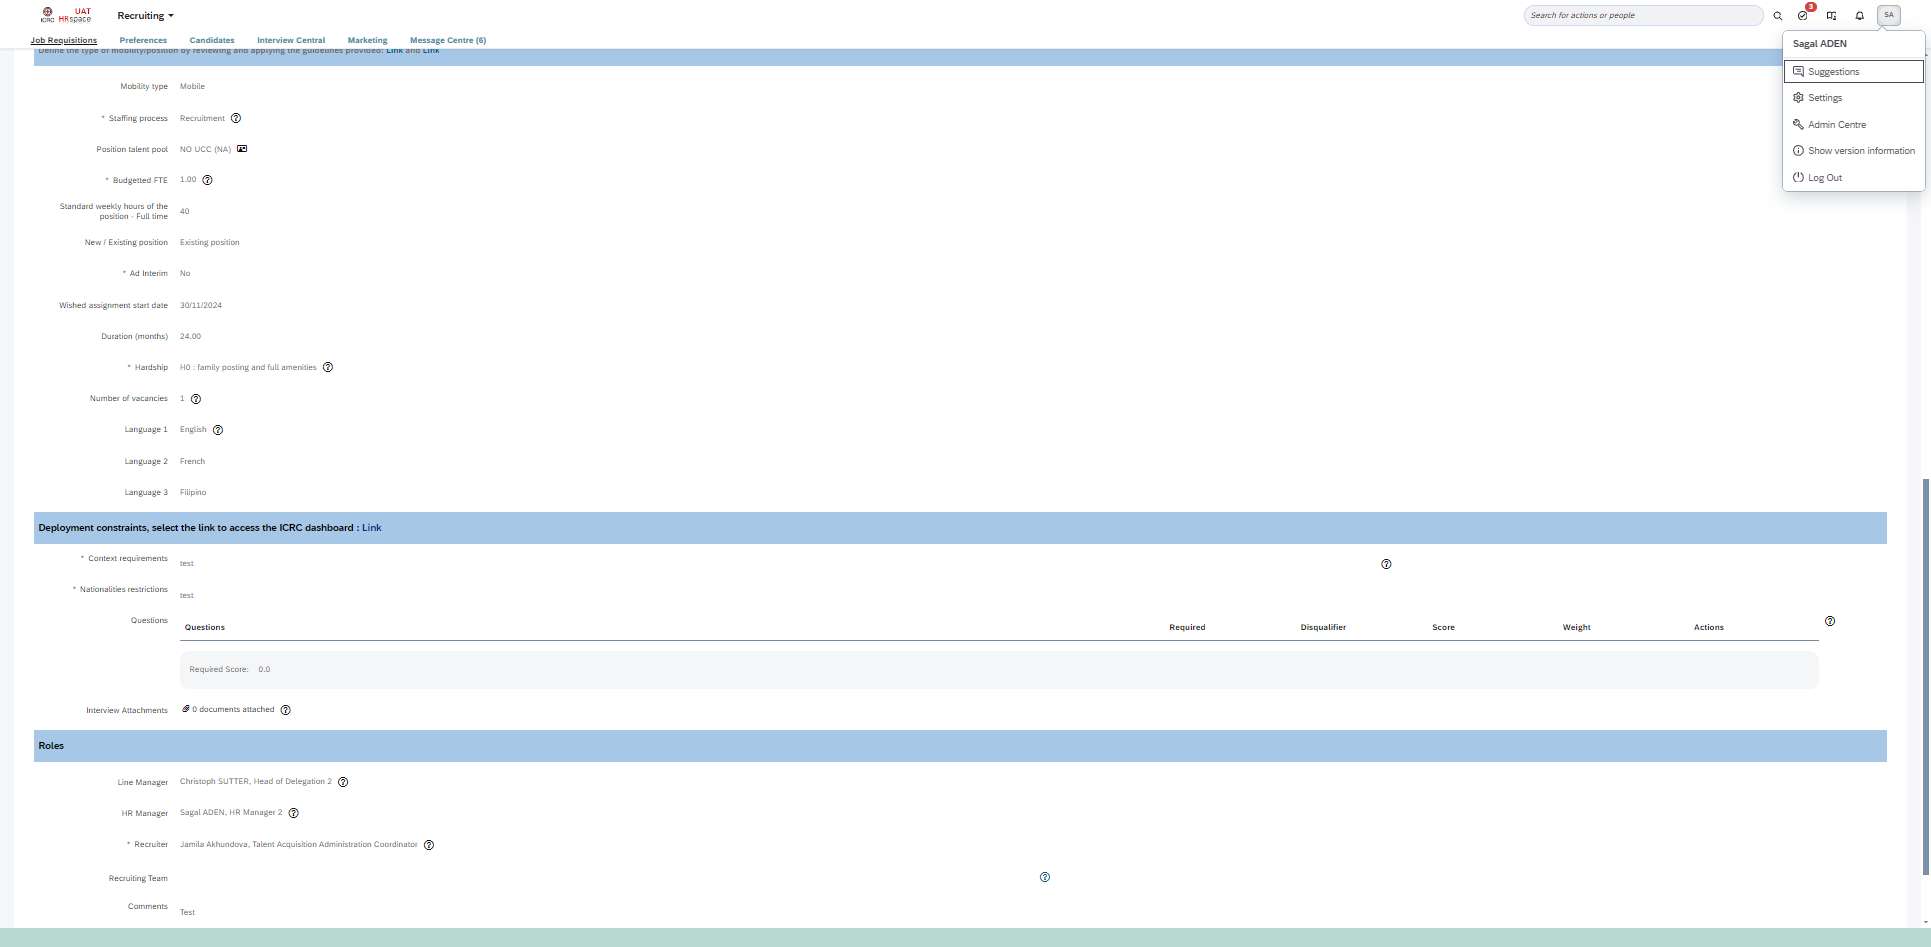 UAT
ICRC HRspace
Recruiting
Search for actions or people
3
SA
Job Requisitions Preferences Candidates Interview Central Marketing Message Centre (6)
Sagal ADEN
Suggestions
Settings
Admin Centre
Show version information
Log Out
Define the type of mobility/position by reviewing and applying the guidelines provided: Link and Link
Mobility type Mobile
* Staffing process Recruitment
Position talent pool NO UCC (NA)
* Budgetted FTE 1.00
Standard weekly hours of the
position - Full time 40
New / Existing position Existing position
* Ad Interim No
Wished assignment start date 30/11/2024
Duration (months) 24.00
* Hardship H0 : family posting and full amenities
Number of vacancies 1
Language 1 English
Language 2 French
Language 3 Filipino
Deployment constraints, select the link to access the ICRC dashboard : Link
* Context requirements test
* Nationalities restrictions test
Questions
Questions Required Disqualifier Score Weight Actions
Required Score: 0.0
Interview Attachments 0 documents attached
Roles
Line Manager Christoph SUTTER, Head of Delegation 2
HR Manager Sagal ADEN, HR Manager 2
* Recruiter Jamila Akhundova, Talent Acquisition Administration Coordinator
Recruiting Team
Comments Test